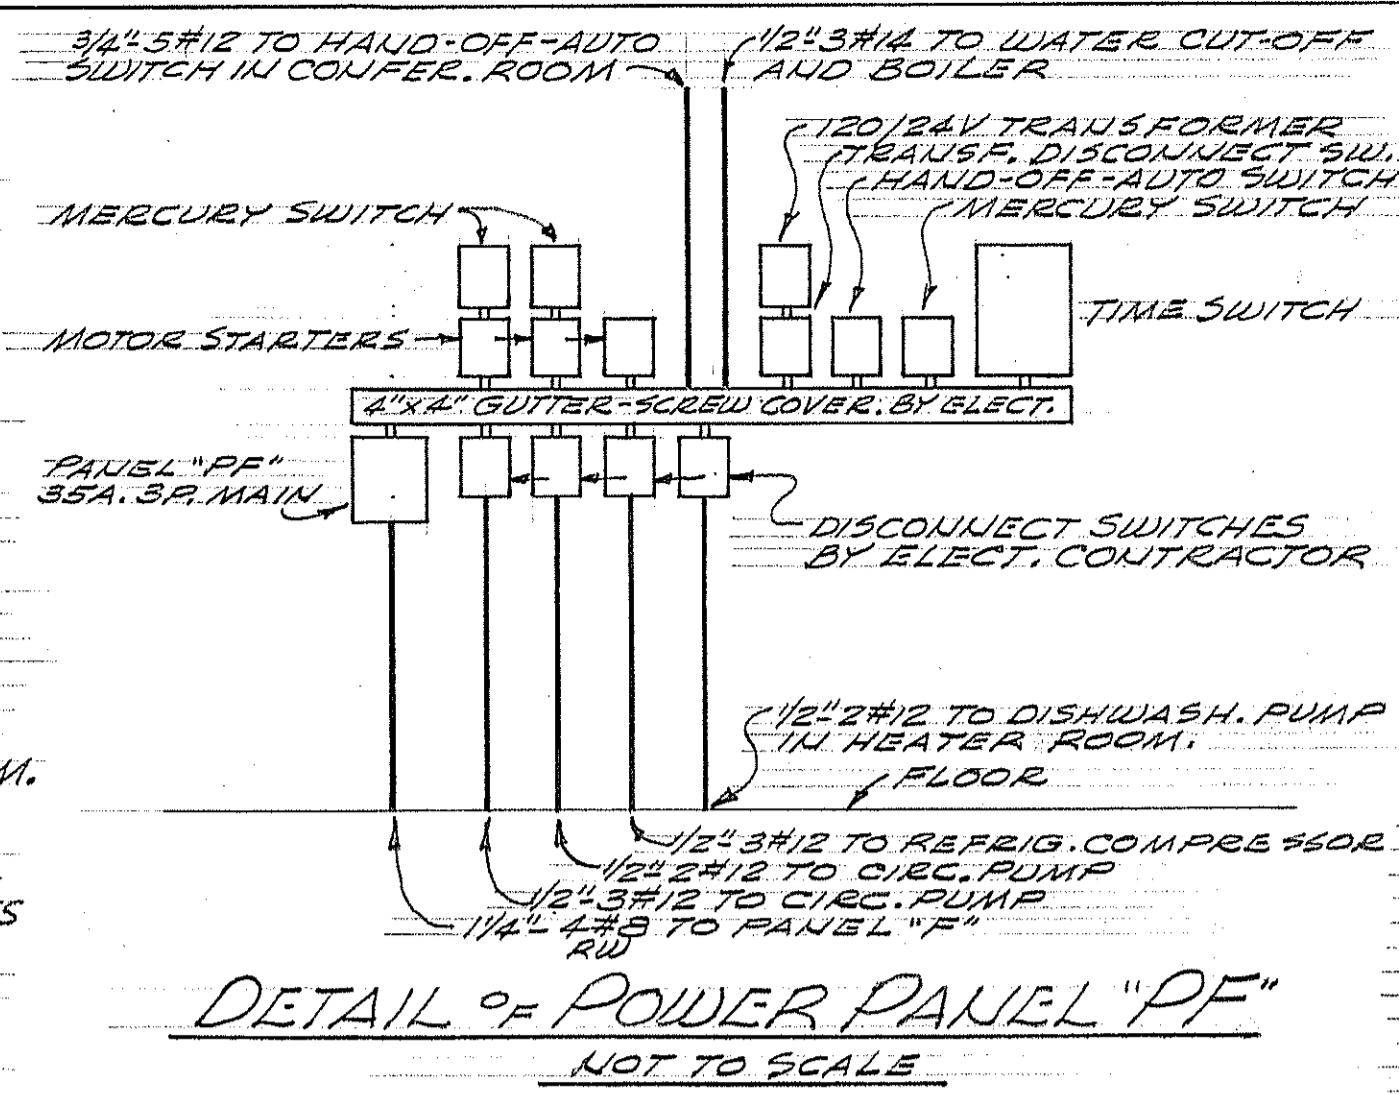 3/4"-5#12 TO HAND-OFF-AUTO
SWITCH IN CONFER. ROOM
1/2"-3#14 TO WATER CUT-OFF
AND BOILER
120/24V TRANSFORMER
TRANSF. DISCONNECT SW.
HAND-OFF-AUTO SWITCH
MERCURY SWITCH
MERCURY SWITCH
MOTOR STARTERS
TIME SWITCH
4"X4" GUTTER-SCREW COVER. BY ELECT.
PANEL "PF"
35A. 3P. MAIN
DISCONNECT SWITCHES
BY ELECT. CONTRACTOR
1/2"-2#12 TO DISHWASH. PUMP
IN HEATER ROOM.
M.
FLOOR
1/2"-3#12 TO REFRIG. COMPRESSOR
1/2"-2#12 TO CIRC. PUMP
1/2"-3#12 TO CIRC. PUMP
S
1 1/4"-4#8 TO PANEL "F"
RW
DETAIL OF POWER PANEL "PF"
NOT TO SCALE